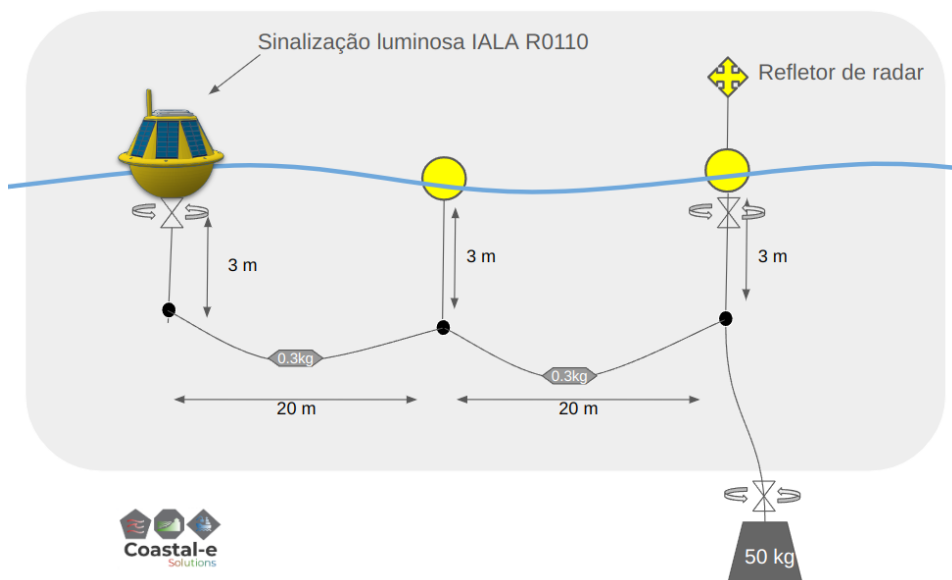 Sinalização luminosa IALA R0110
Refletor de radar
3 m
3 m
3 m
0.3kg
0.3kg
20 m
20 m
Coastal-e
Solutions
50 kg